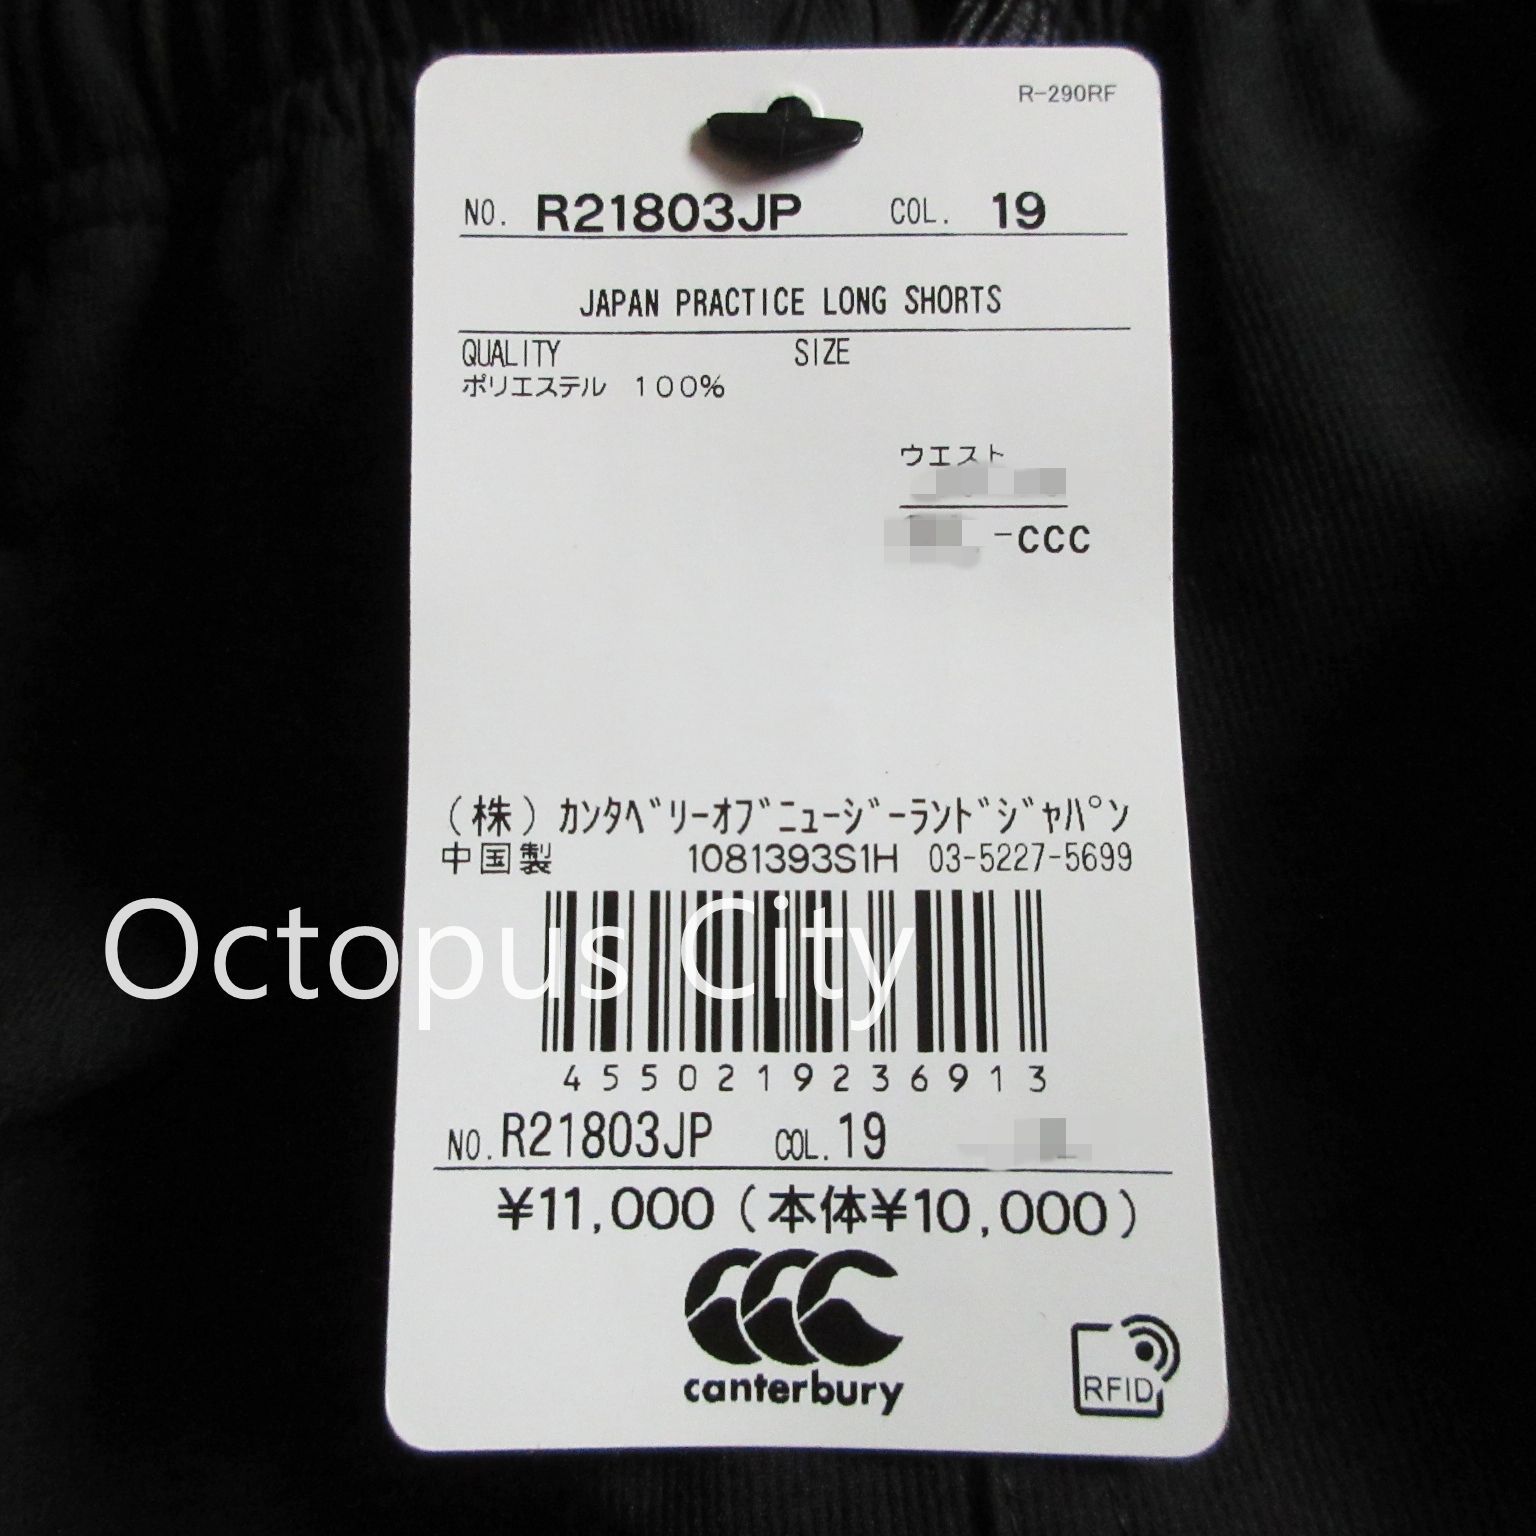 R-290RF
NO. R21803JP COL. 19
JAPAN PRACTICE LONG SHORTS
QUALITY SIZE
ポリエステル 100%
ウエスト
-CCC
(株)カンタベリーオブニュージーランドジャパン
中国製 1081393S1H 03-5227-5699
Octopus City
4550219236913
NO.R21803JP COL.19
¥11,000(本体¥10,000)
canterbury
RFID